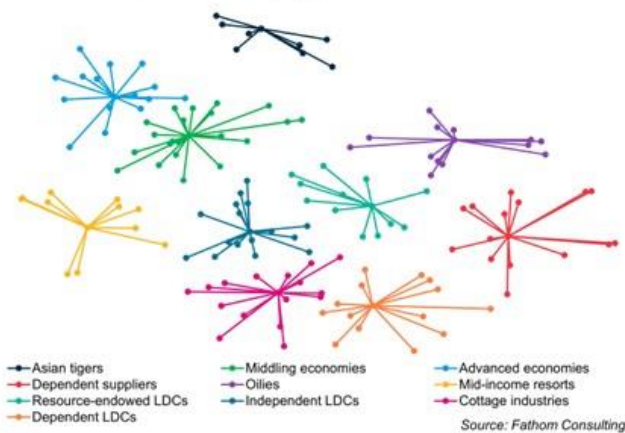 Asian tigers Middling economies Advanced economies
Dependent suppliers Oilies Mid-income resorts
Resource-endowed LDCs Independent LDCs Cottage industries
Dependent LDCs
Source: Fathom Consulting